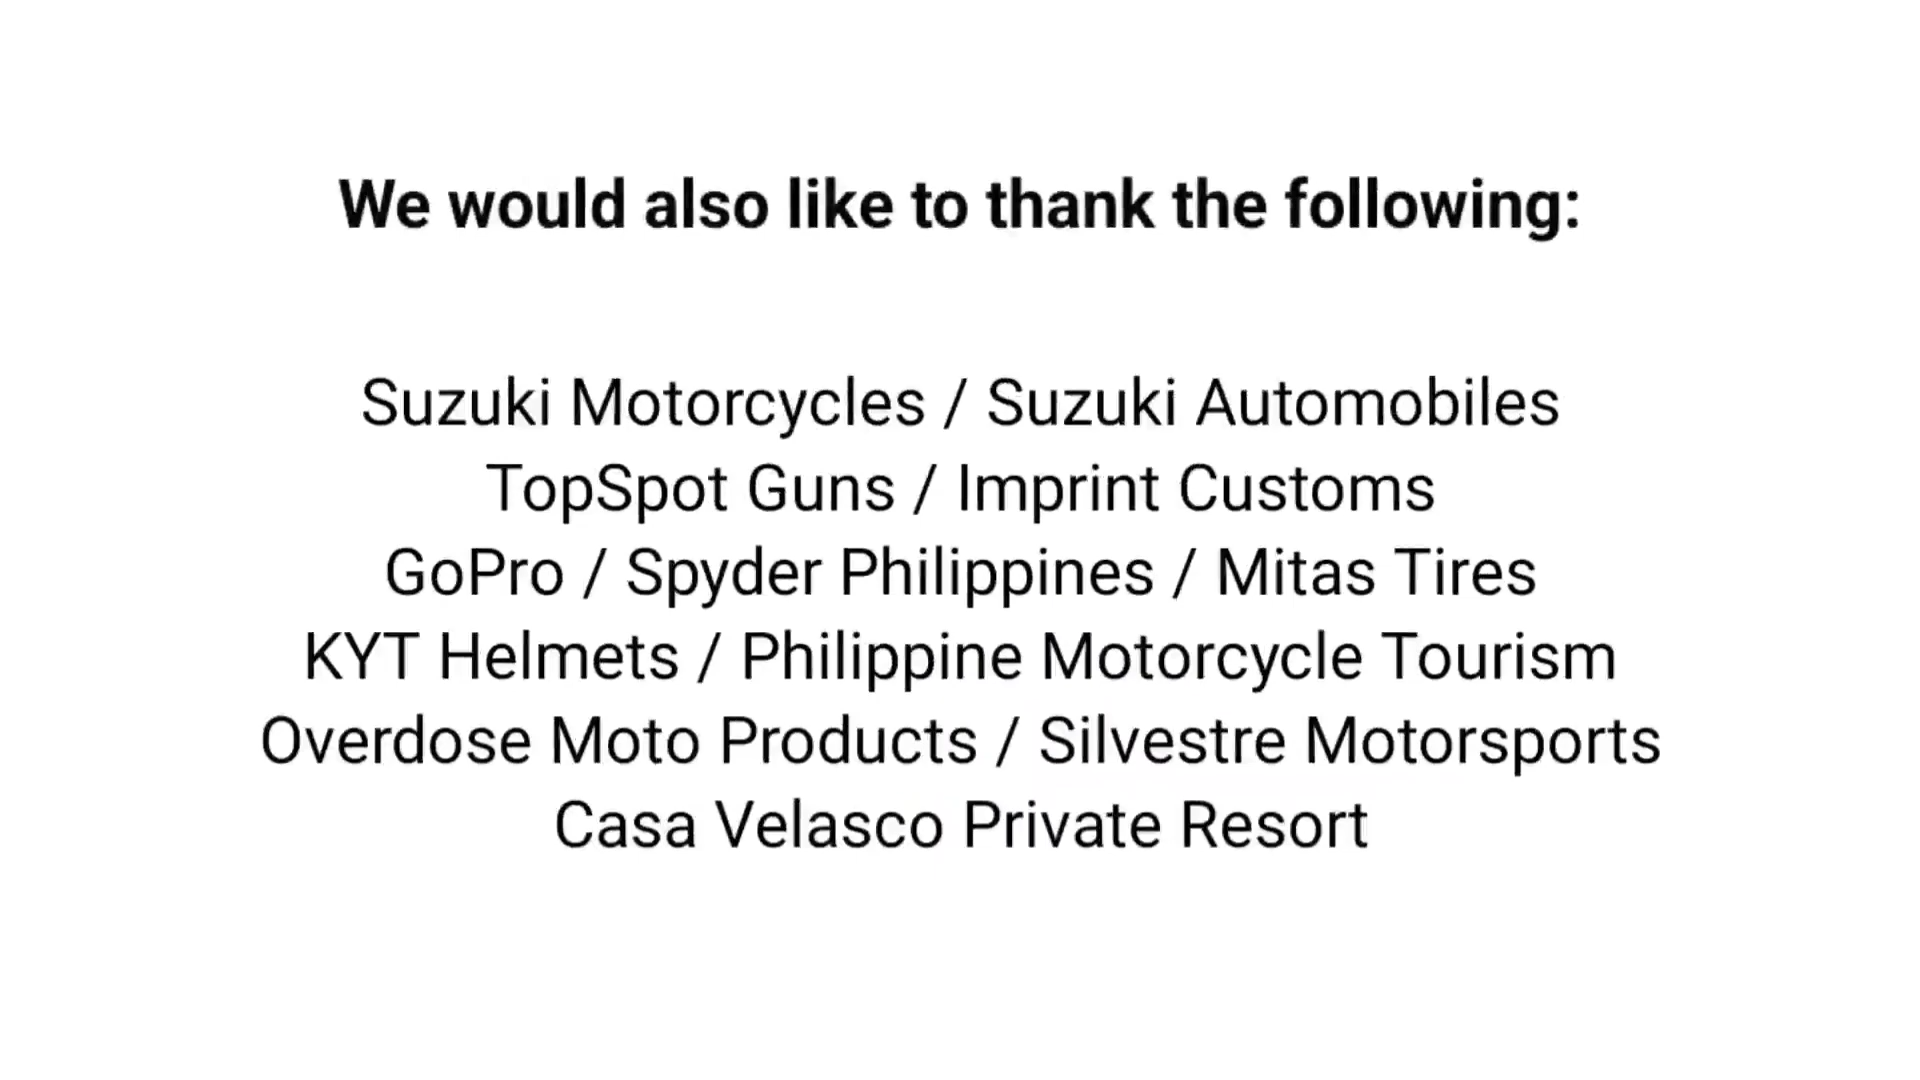 We would also like to thank the following:
Suzuki Motorcycles / Suzuki Automobiles
TopSpot Guns / Imprint Customs
GoPro / Spyder Philippines / Mitas Tires
KYT Helmets / Philippine Motorcycle Tourism
Overdose Moto Products / Silvestre Motorsports
Casa Velasco Private Resort